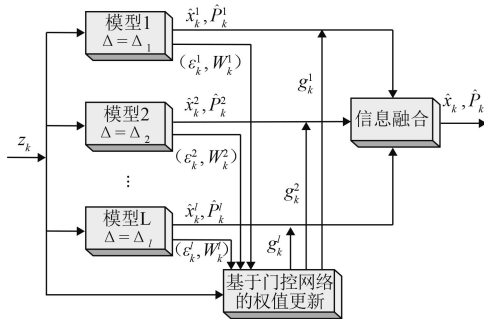 模型1
Δ = Δ₁
x̂ₖ¹, P̂ₖ¹
(εₖ¹, Wₖ¹)
gₖ¹
模型2
Δ = Δ₂
x̂ₖ², P̂ₖ²
(εₖ², Wₖ²)
信息融合
x̂ₖ, P̂ₖ
zₖ
⋮
gₖ²
模型L
Δ = Δₗ
x̂ₖˡ, P̂ₖˡ
(εₖˡ, Wₖˡ)
gₖˡ
基于门控网络
的权值更新